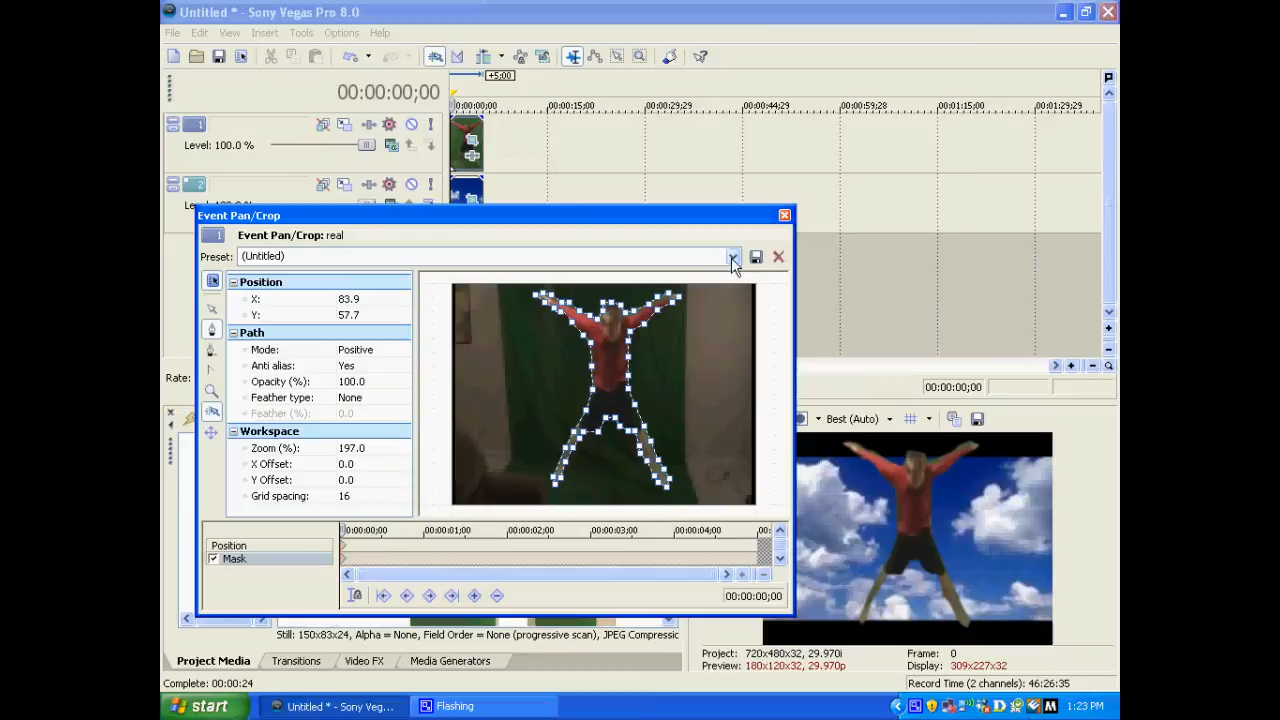 Untitled * - Sony Vegas Pro 8.0
File Edit View Insert Tools Options Help
+5;00
00:00:00;00
0:00:00;00 00:00:15;00 00:00:29;29 00:00:44;29 00:00:59;28 00:01:15;00 00:01:29;29
1
Level: 100.0 %
2
Event Pan/Crop
1 Event Pan/Crop: real
Preset: (Untitled)
Position
X: 83.9
Y: 57.7
Path
Mode: Positive
Anti alias: Yes
Opacity (%): 100.0
Feather type: None
Feather (%): 0.0
Workspace
Zoom (%): 197.0
X Offset: 0.0
Y Offset: 0.0
Grid spacing: 16
Rate:
00:00:00;00
Best (Auto)
00:00:00;00 00:00:01;00 00:00:02;00 00:00:03;00 00:00:04;00 00:
Position
Mask
00:00:00;00
Still: 150x83x24, Alpha = None, Field Order = None (progressive scan), JPEG Compressic
Project Media Transitions Video FX Media Generators
Project: 720x480x32, 29.970i Frame: 0
Preview: 180x120x32, 29.970p Display: 309x227x32
Complete: 00:00:24 Record Time (2 channels): 46:26:35
start Untitled * - Sony Veg... Flashing 1:23 PM